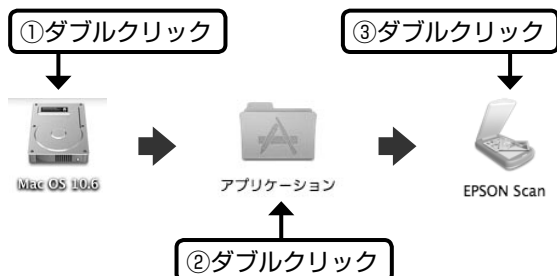 ①ダブルクリック
③ダブルクリック
Mac OS 10.6
アプリケーション
EPSON Scan
②ダブルクリック